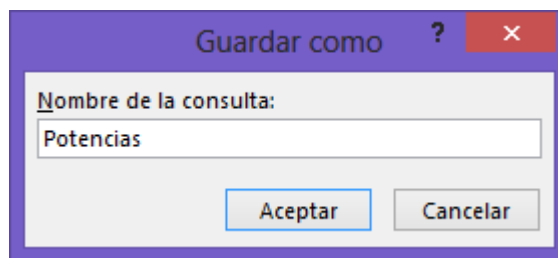 Guardar como ?
Nombre de la consulta:
Potencias
Aceptar Cancelar